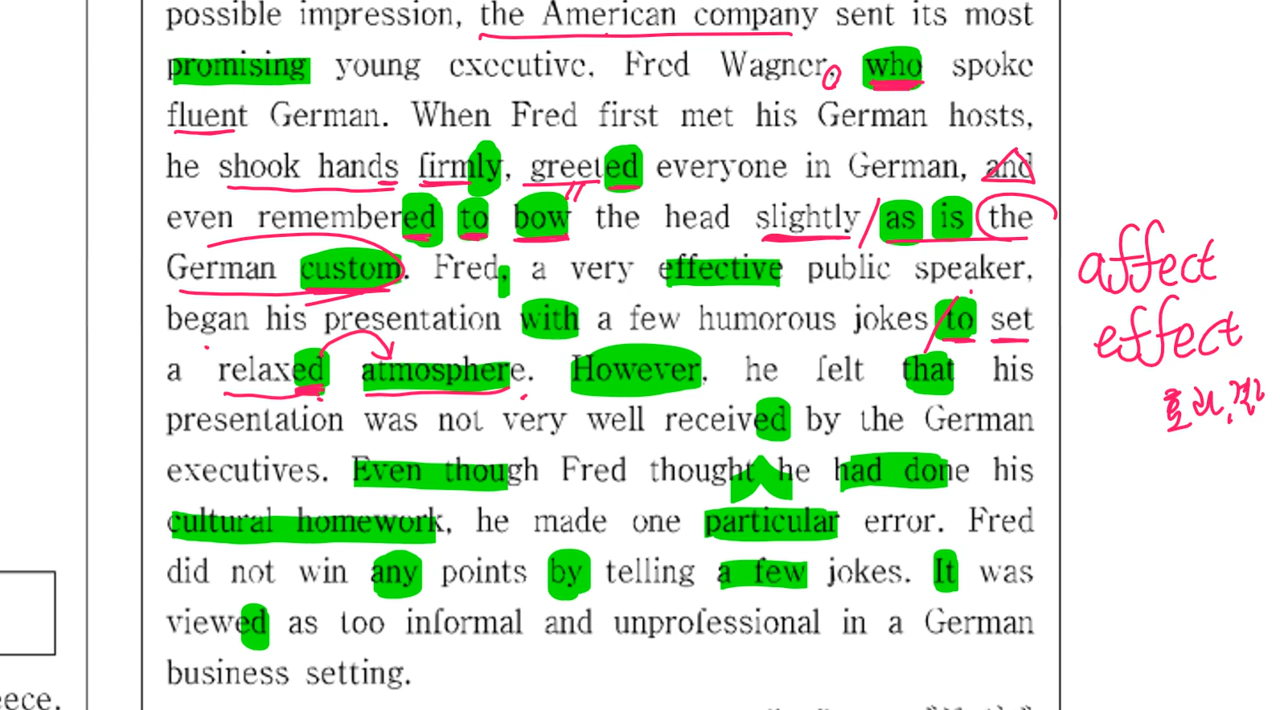 possible impression, the American company sent its most
promising young executive, Fred Wagner, who spoke
fluent German. When Fred first met his German hosts,
he shook hands firmly, greeted everyone in German, and
even remembered to bow the head slightly as is the
German custom. Fred, a very effective public speaker,
began his presentation with a few humorous jokes to set
a relaxed atmosphere. However, he felt that his
presentation was not very well received by the German
executives. Even though Fred thought he had done his
cultural homework, he made one particular error. Fred
did not win any points by telling a few jokes. It was
viewed as too informal and unprofessional in a German
business setting.
eece.
affect
effect